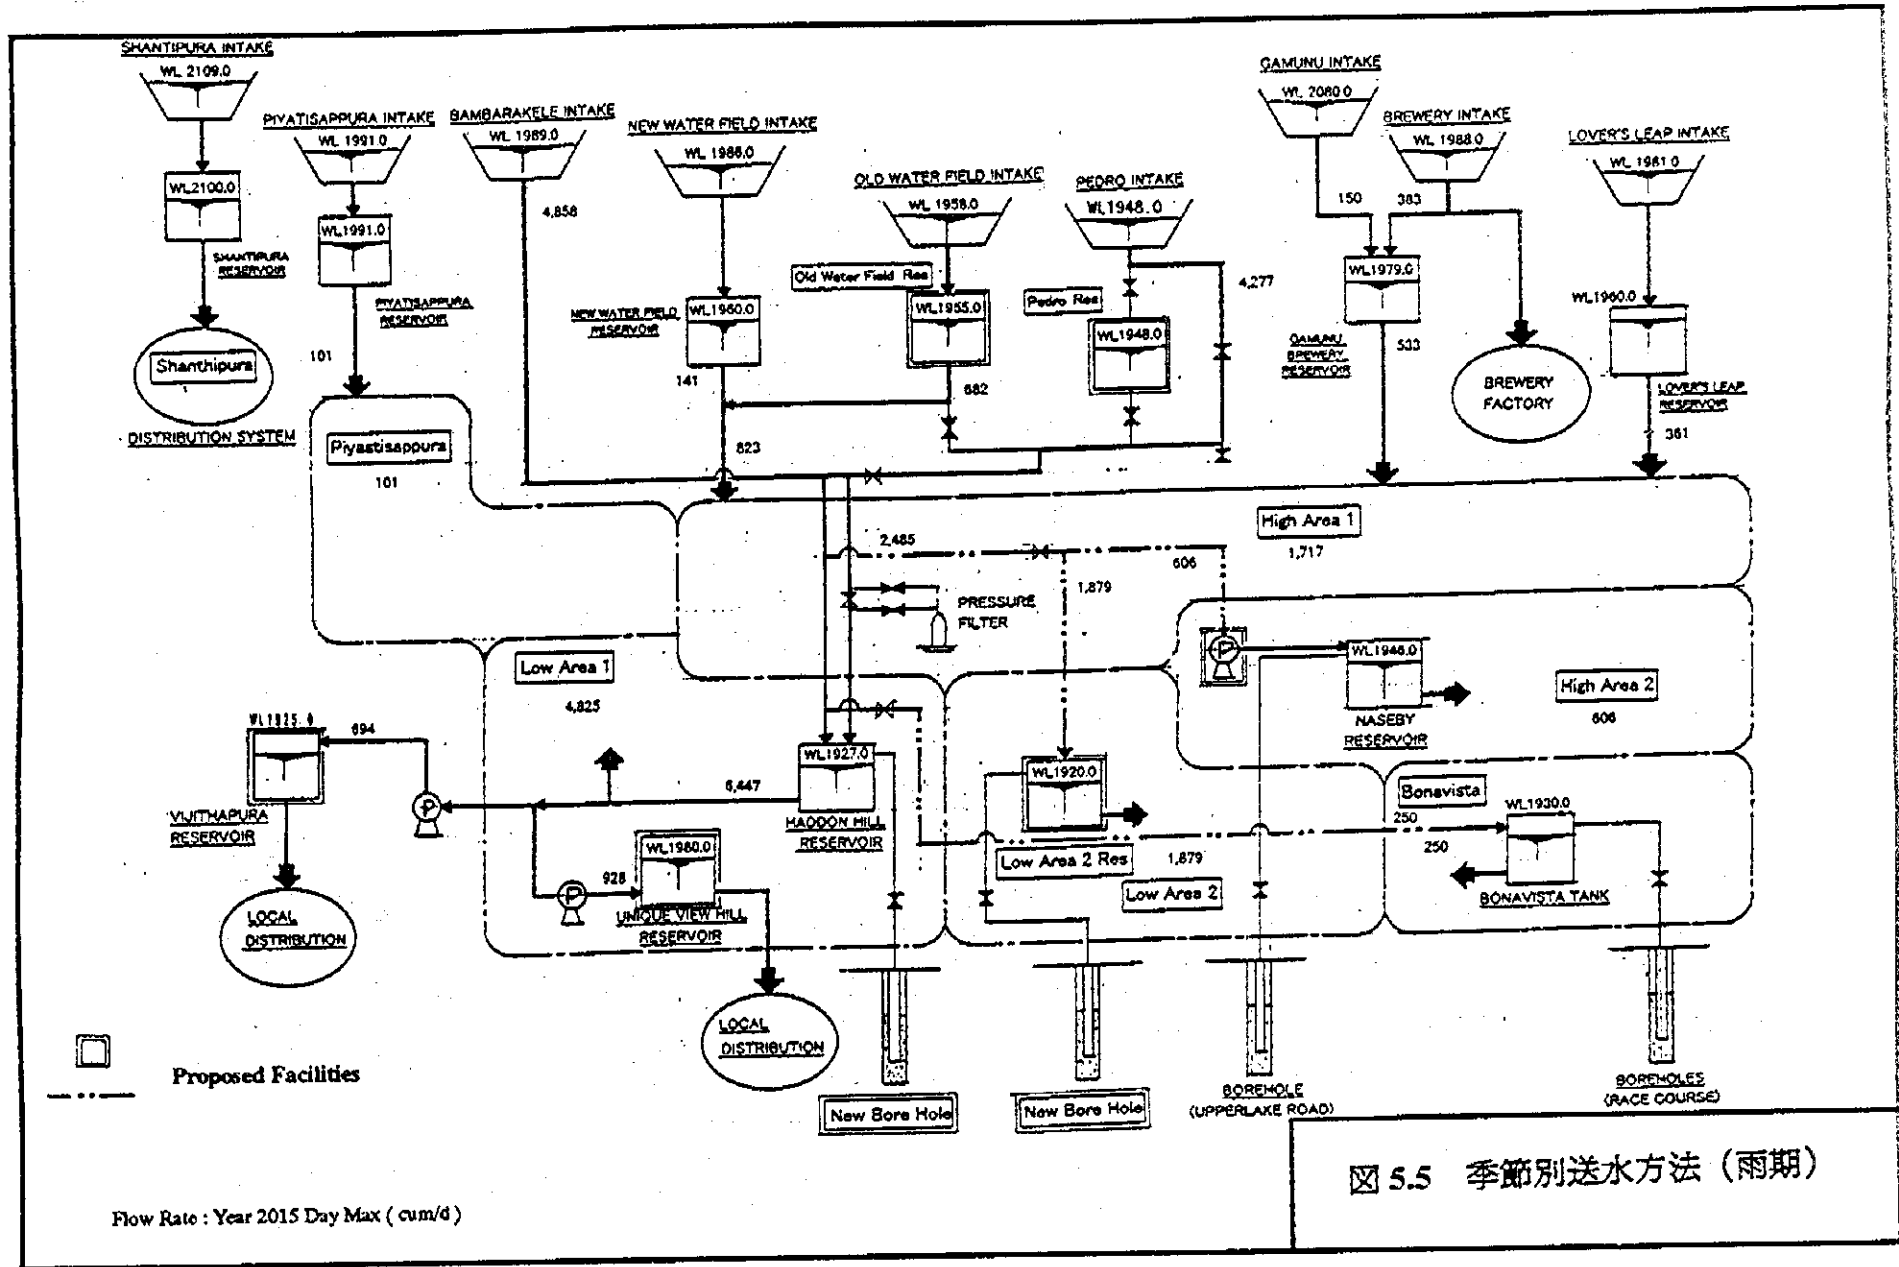 SHANTIPURA INTAKE
WL 2109.0
WL2100.0
SHANTIPURA
RESERVOIR
Shanthipura
DISTRIBUTION SYSTEM
PIYATISAPPURA INTAKE
WL 1991.0
WL1991.0
PIYATISAPPURA
RESERVOIR
101
Piyastisappura
101
BAMBARAKELE INTAKE
WL 1989.0
4,858
NEW WATER FIELD INTAKE
WL 1986.0
NEW WATER FIELD
RESERVOIR
WL1960.0
141
823
OLD WATER FIELD INTAKE
WL 1958.0
Old Water Field Res
WL1955.0
682
PEDRO INTAKE
WL1948.0
Pedro Res
WL1948.0
4,277
GAMUNU INTAKE
WL 2080.0
150
383
BREWERY INTAKE
WL 1988.0
WL1979.0
GAMUNU
BREWERY
RESERVOIR
533
BREWERY
FACTORY
LOVER'S LEAP INTAKE
WL 1981.0
WL1960.0
LOVER'S LEAP
RESERVOIR
361
High Area 1
1,717
2,485
606
1,879
PRESSURE
FILTER
Low Area 1
4,825
WL1946.0
NASEBY
RESERVOIR
High Area 2
606
WL1925.0
694
VIJITHAPURA
RESERVOIR
LOCAL
DISTRIBUTION
WL1927.0
HADDON HILL
RESERVOIR
6,447
928
WL1980.0
UNIQUE VIEW HILL
RESERVOIR
LOCAL
DISTRIBUTION
WL1920.0
Low Area 2 Res
1,879
Low Area 2
Bonavista
250
250
WL1930.0
BONAVISTA TANK
New Bore Hole
New Bore Hole
BOREHOLE
(UPPERLAKE ROAD)
BOREHOLES
(RACE COURSE)
Proposed Facilities
Flow Rate : Year 2015 Day Max ( cum/d )
図 5.5 季節別送水方法（雨期）